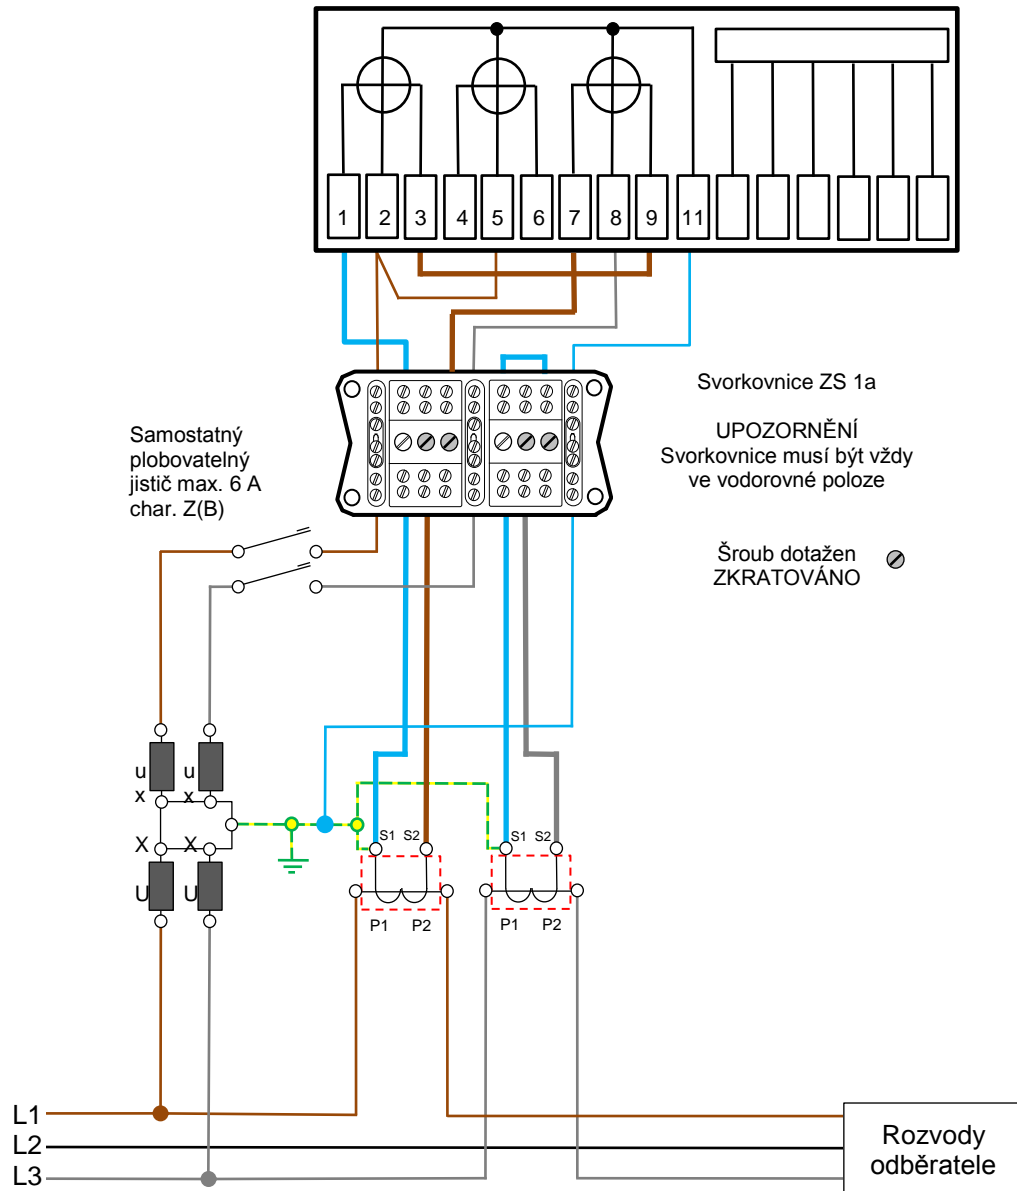 1 2 3 4 5 6 7 8 9 11
Svorkovnice ZS 1a
UPOZORNĚNÍ
Svorkovnice musí být vždy
ve vodorovné poloze
Samostatný
plobovatelný
jistič max. 6 A
char. Z(B)
Šroub dotažen
ZKRATOVÁNO
u u
x x
X X
U U
S1 S2 S1 S2
P1 P2 P1 P2
L1
L2
L3
Rozvody
odběratele